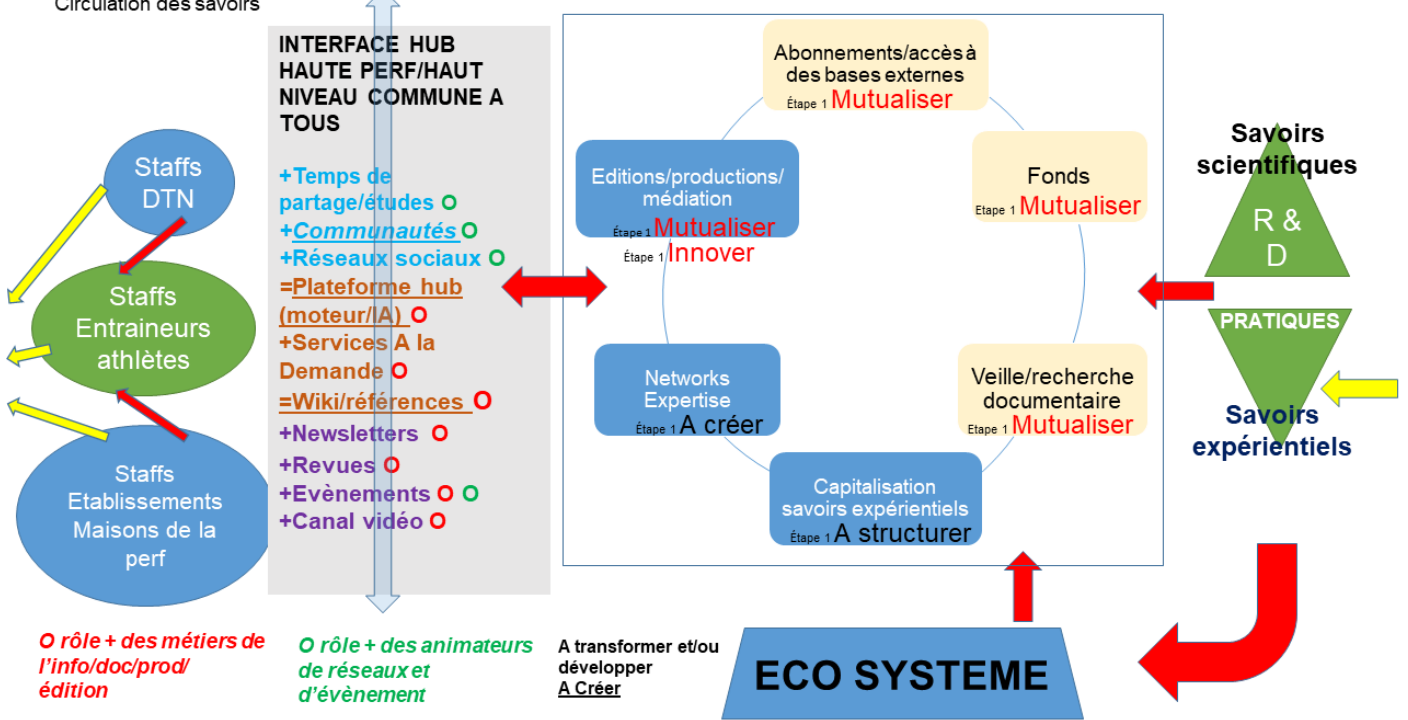 Circulation des savoirs
INTERFACE HUB
HAUTE PERF/HAUT
NIVEAU COMMUNE A
TOUS
+Temps de
partage/études O
+Communautés O
+Réseaux sociaux O
=Plateforme hub
(moteur/IA) O
+Services A la
Demande O
=Wiki/références O
+Newsletters O
+Revues O
+Evènements O O
+Canal vidéo O
Staffs
DTN
Staffs
Entraineurs
athlètes
Staffs
Etablissements
Maisons de la
perf
Abonnements/accès à
des bases externes
Étape 1 Mutualiser
Editions/productions/
médiation
Étape 1 Mutualiser
Étape 1 Innover
Fonds
Etape 1 Mutualiser
Networks
Expertise
Étape 1 A créer
Veille/recherche
documentaire
Étape 1 Mutualiser
Capitalisation
savoirs expérientiels
Étape 1 A structurer
Savoirs
scientifiques
R &
D
PRATIQUES
Savoirs
expérientiels
O rôle + des métiers de
l'info/doc/prod/
édition
O rôle + des animateurs
de réseaux et
d'évènement
A transformer et/ou
développer
A Créer
ECO SYSTEME